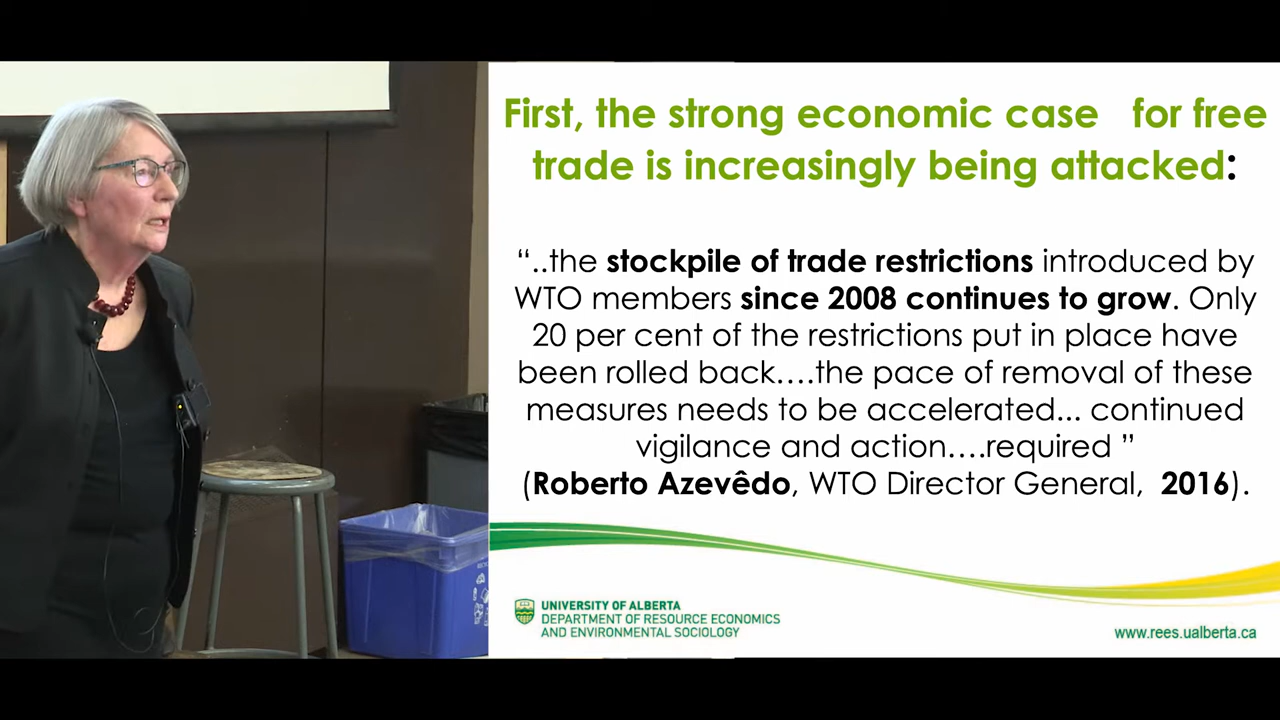 First, the strong economic case for free
trade is increasingly being attacked:
“..the stockpile of trade restrictions introduced by
WTO members since 2008 continues to grow. Only
20 per cent of the restrictions put in place have
been rolled back....the pace of removal of these
measures needs to be accelerated... continued
vigilance and action....required ”
(Roberto Azevêdo, WTO Director General, 2016).
UNIVERSITY OF ALBERTA
DEPARTMENT OF RESOURCE ECONOMICS
AND ENVIRONMENTAL SOCIOLOGY
www.rees.ualberta.ca